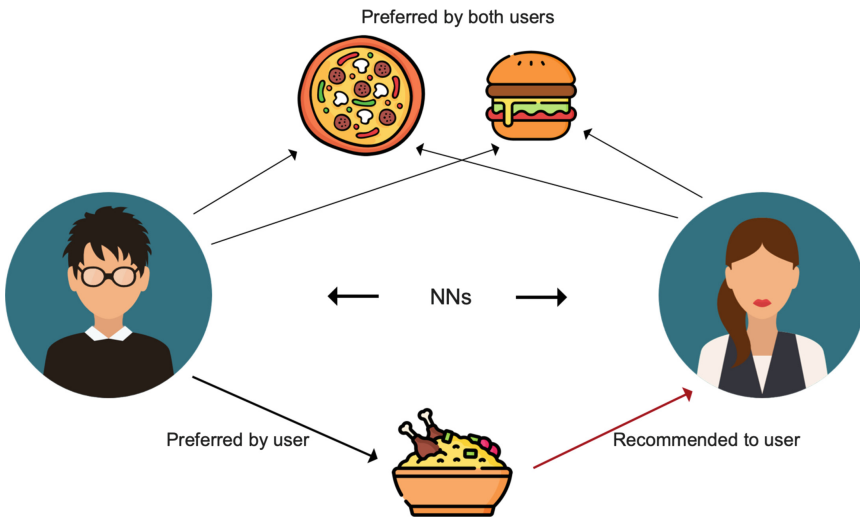 Preferred by both users
NNs
Preferred by user
Recommended to user